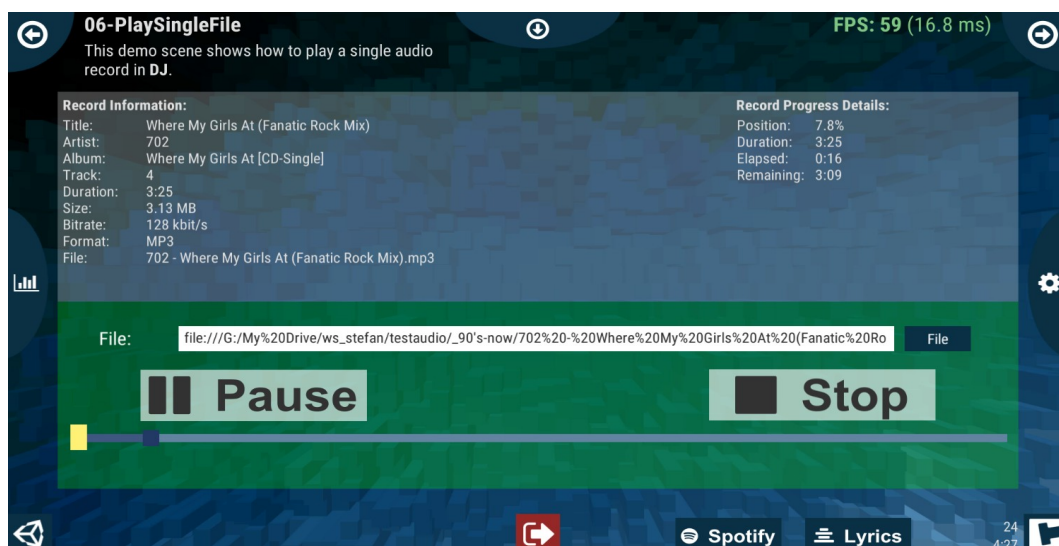 06-PlaySingleFile
FPS: 59 (16.8 ms)
This demo scene shows how to play a single audio
record in DJ.
Record Information:
Title: Where My Girls At (Fanatic Rock Mix)
Artist: 702
Album: Where My Girls At [CD-Single]
Track: 4
Duration: 3:25
Size: 3.13 MB
Bitrate: 128 kbit/s
Format: MP3
File: 702 - Where My Girls At (Fanatic Rock Mix).mp3
Record Progress Details:
Position: 7.8%
Duration: 3:25
Elapsed: 0:16
Remaining: 3:09
File: file:///G:/My%20Drive/ws_stefan/testaudio/_90's-now/702%20-%20Where%20My%20Girls%20At%20(Fanatic%20Ro File
Pause
Stop
Spotify
Lyrics
24
4:27